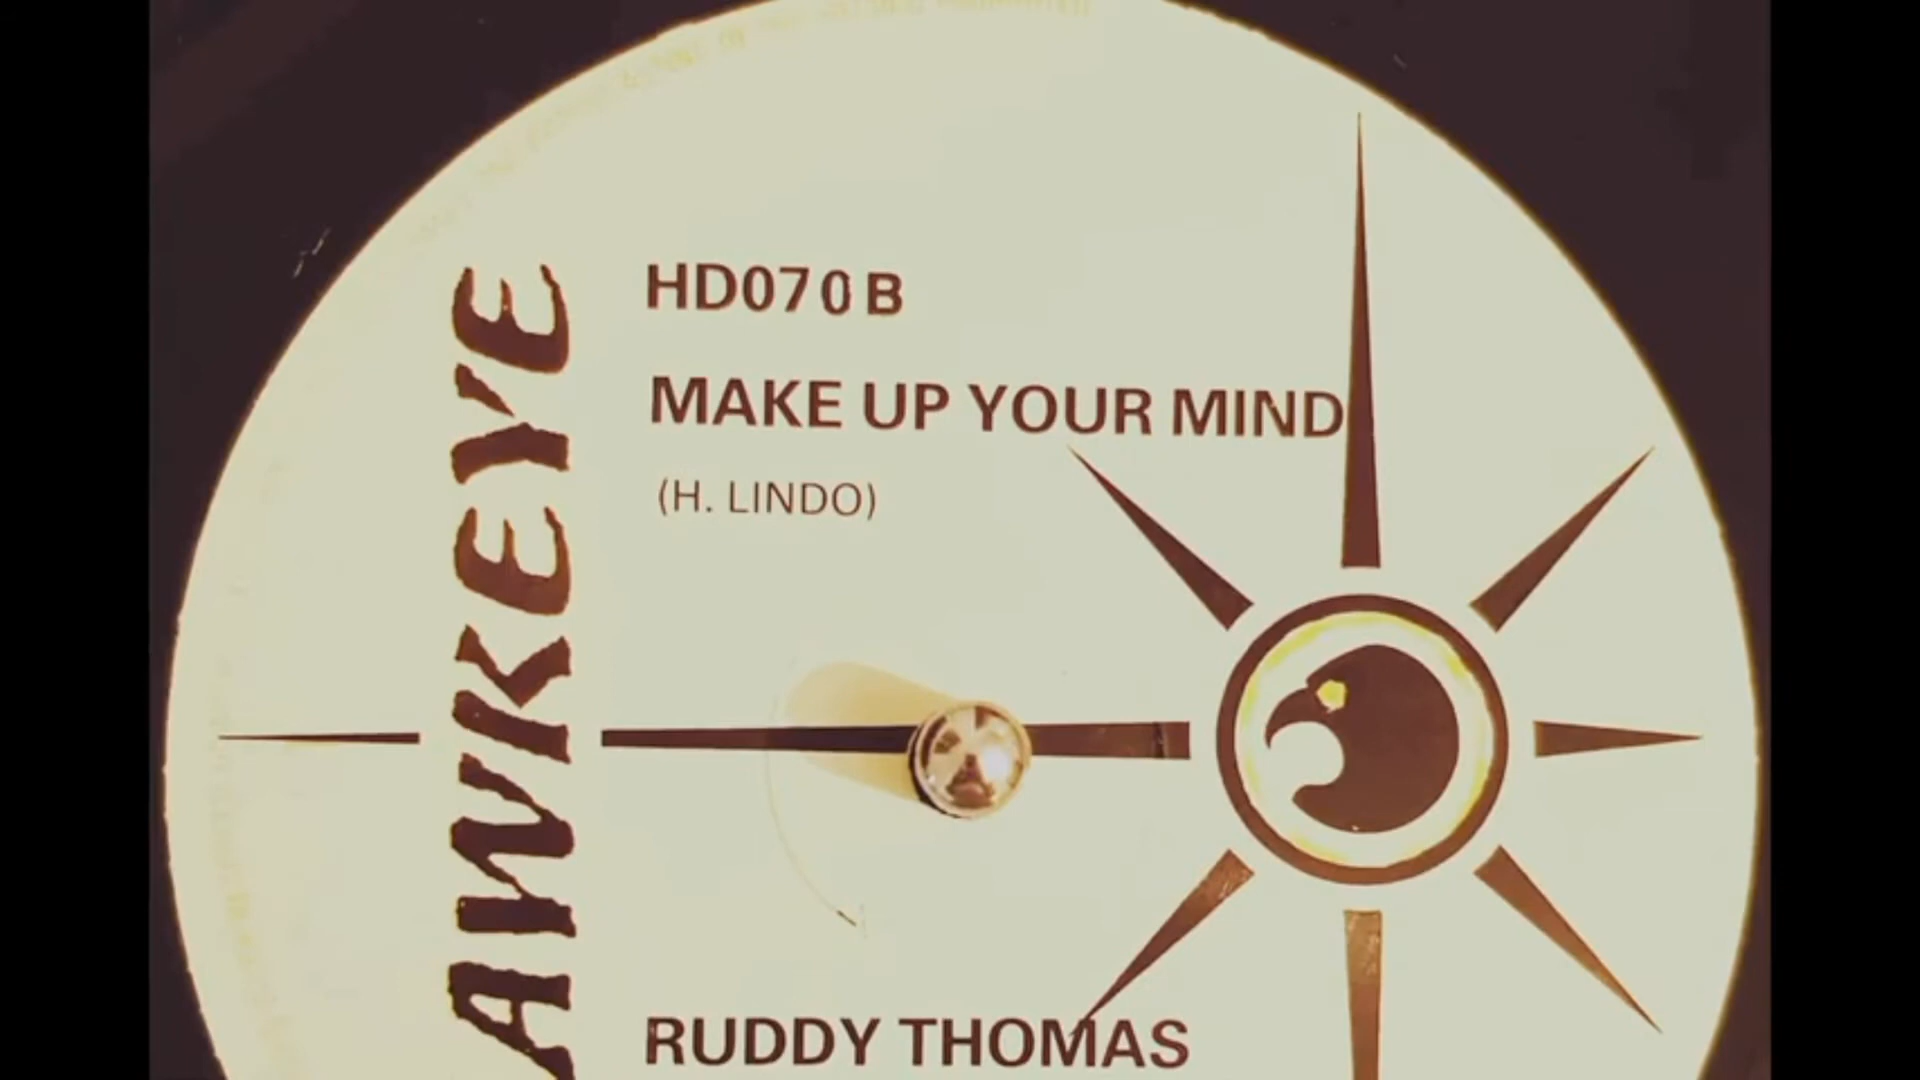 HD070 B
MAKE UP YOUR MIND
(H. LINDO)
AWKEYE
RUDDY THOMAS